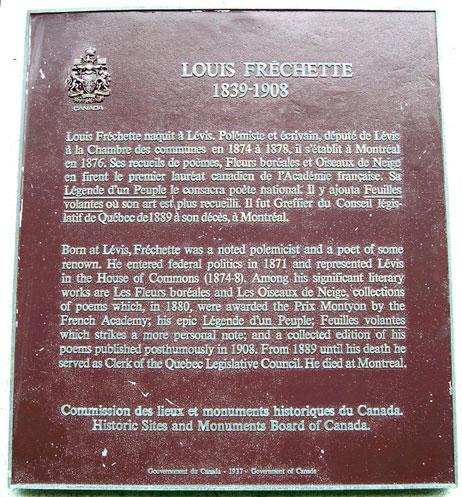 CANADA
LOUIS FRÉCHETTE
1839-1908
Louis Fréchette naquit à Lévis. Polémiste et écrivain, député de Lévis
à la Chambre des communes en 1874 à 1878, il s'établit à Montréal
en 1876. Ses recueils de poèmes, Fleurs boréales et Oiseaux de Neige
en firent le premier lauréat canadien de l'Académie française. Sa
Légende d'un Peuple le consacra poète national. Il y ajouta Feuilles
volantes où son art est plus recueilli. Il fut Greffier du Conseil légis-
latif de Québec de 1889 à son décès, à Montréal.
Born at Lévis, Fréchette was a noted polemicist and a poet of some
renown. He entered federal politics in 1871 and represented Lévis
in the House of Commons (1874-8). Among his significant literary
works are Les Fleurs boréales and Les Oiseaux de Neige, collections
of poems which, in 1880, were awarded the Prix Montyon by the
French Academy; his epic Légende d'un Peuple; Feuilles volantes
which strikes a more personal note; and a collected edition of his
poems published posthumously in 1908. From 1889 until his death he
served as Clerk of the Quebec Legislative Council. He died at Montreal.
Commission des lieux et monuments historiques du Canada.
Historic Sites and Monuments Board of Canada.
Gouvernement du Canada - 1937 - Government of Canada